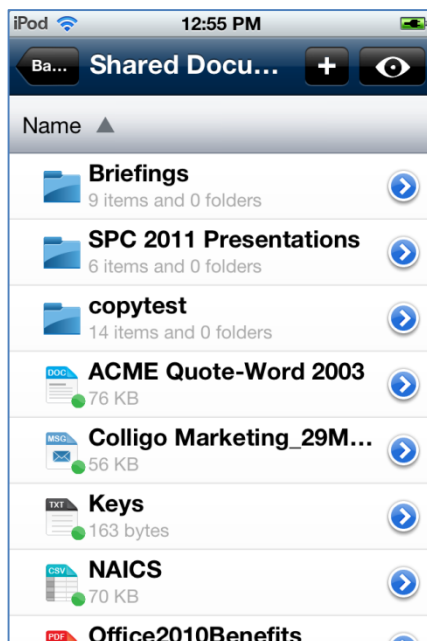 iPod 12:55 PM
Ba... Shared Docu... +
Name
Briefings
9 items and 0 folders
SPC 2011 Presentations
6 items and 0 folders
copytest
14 items and 0 folders
DOC ACME Quote-Word 2003
76 KB
MSG Colligo Marketing_29M...
56 KB
TXT Keys
163 bytes
CSV NAICS
70 KB
PDF Office2010Benefits